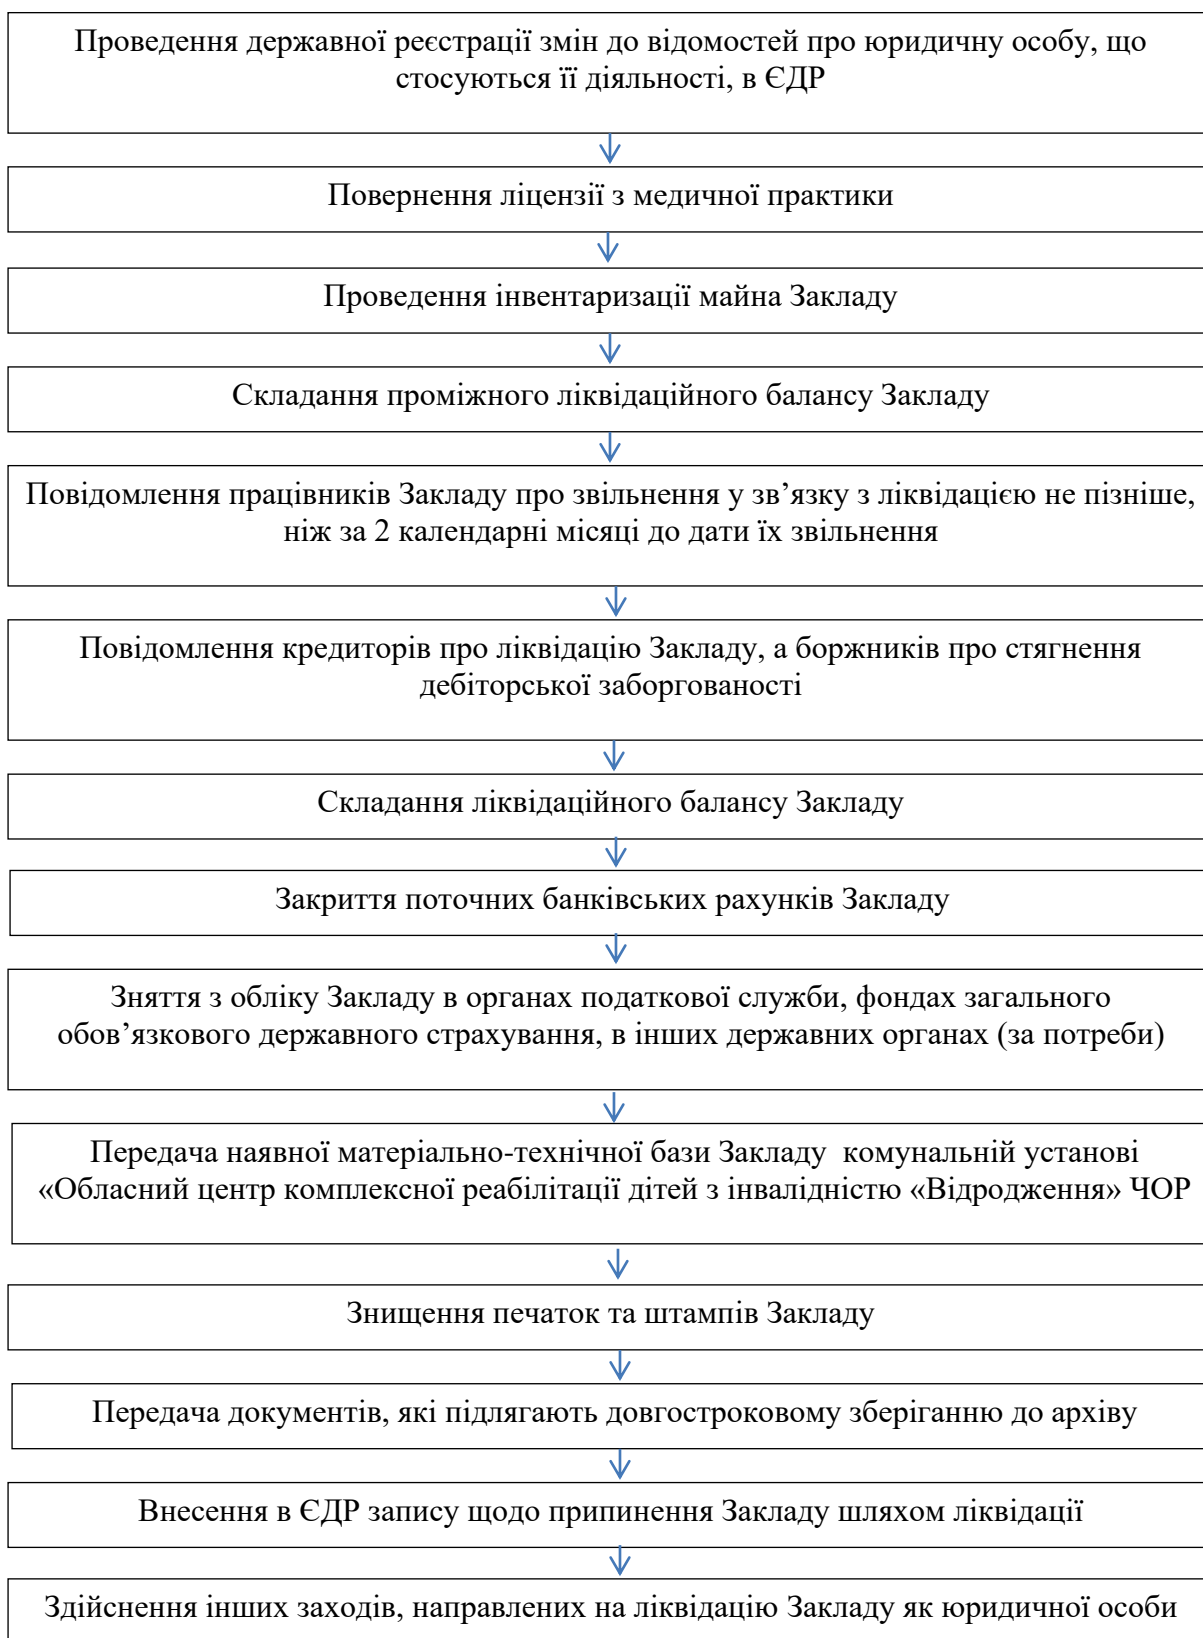 Проведення державної реєстрації змін до відомостей про юридичну особу, що
стосуються її діяльності, в ЄДР
Повернення ліцензії з медичної практики
Проведення інвентаризації майна Закладу
Складання проміжного ліквідаційного балансу Закладу
Повідомлення працівників Закладу про звільнення у зв’язку з ліквідацією не пізніше,
ніж за 2 календарні місяці до дати їх звільнення
Повідомлення кредиторів про ліквідацію Закладу, а боржників про стягнення
дебіторської заборгованості
Складання ліквідаційного балансу Закладу
Закриття поточних банківських рахунків Закладу
Зняття з обліку Закладу в органах податкової служби, фондах загального
обов’язкового державного страхування, в інших державних органах (за потреби)
Передача наявної матеріально-технічної бази Закладу комунальній установі
«Обласний центр комплексної реабілітації дітей з інвалідністю «Відродження» ЧОР
Знищення печаток та штампів Закладу
Передача документів, які підлягають довгостроковому зберіганню до архіву
Внесення в ЄДР запису щодо припинення Закладу шляхом ліквідації
Здійснення інших заходів, направлених на ліквідацію Закладу як юридичної особи